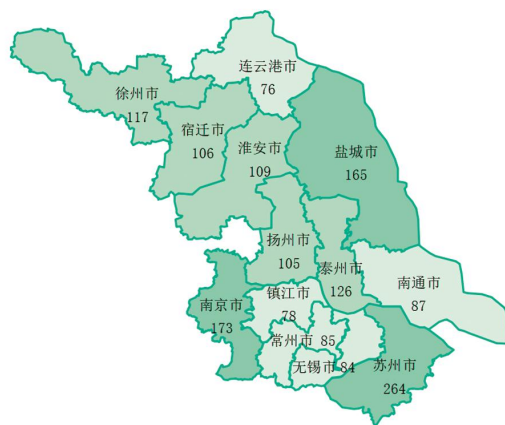 连云港市
76
徐州市
117
宿迁市
106
淮安市
109
盐城市
165
扬州市
105
泰州市
126
南通市
87
镇江市
78
南京市
173
常州市 85
无锡市 84
苏州市
264